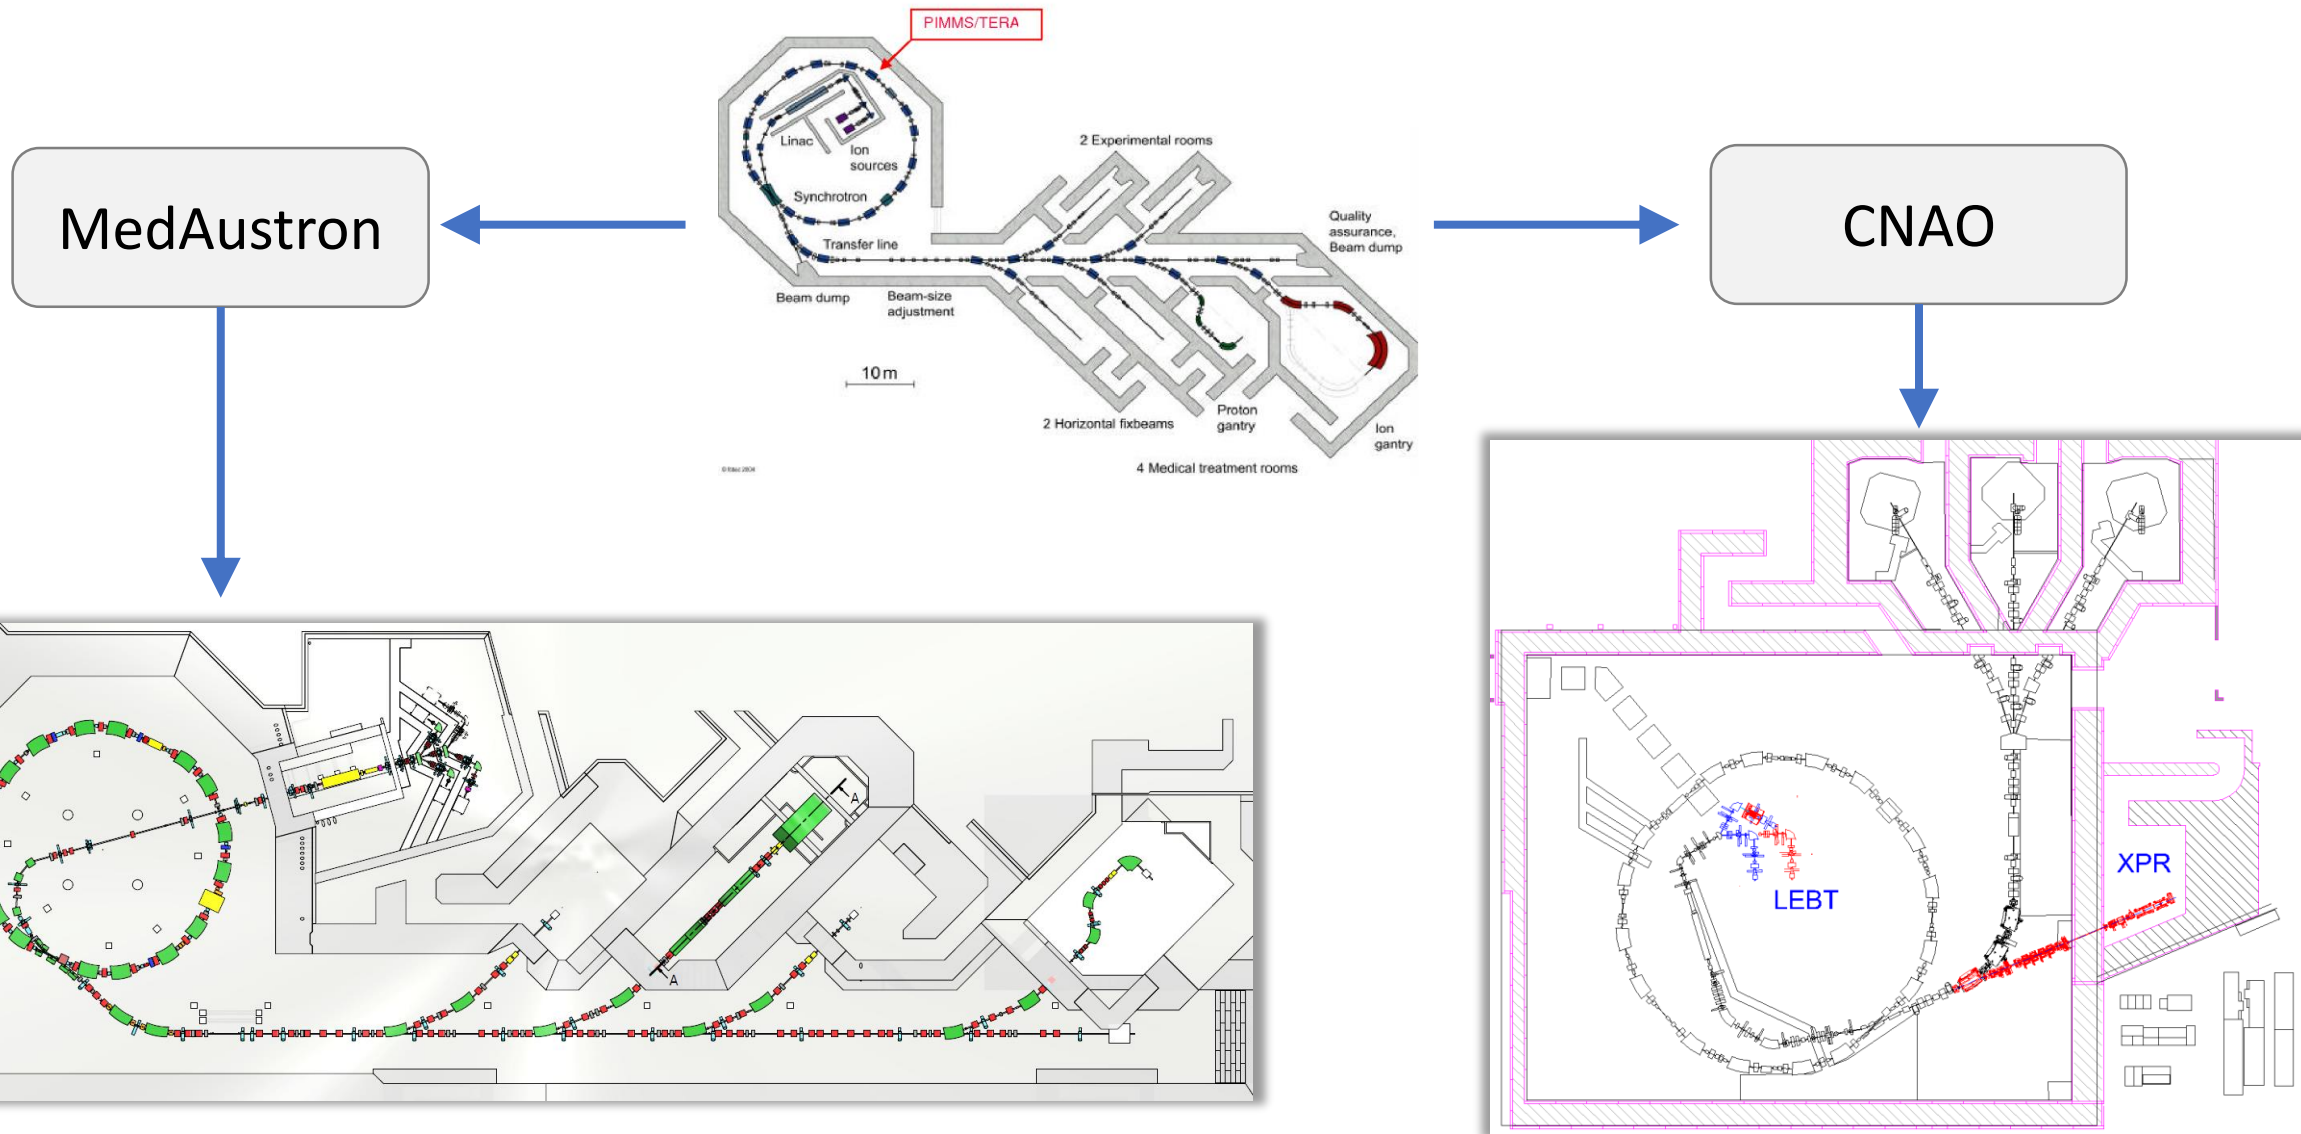 PIMMS/TERA
MedAustron
CNAO
2 Experimental rooms
Linac
Ion
sources
Synchrotron
Transfer line
Quality
assurance,
Beam dump
Beam dump
Beam-size
adjustment
10 m
2 Horizontal fixbeams
Proton
gantry
Ion
gantry
4 Medical treatment rooms
A
A
LEBT
XPR